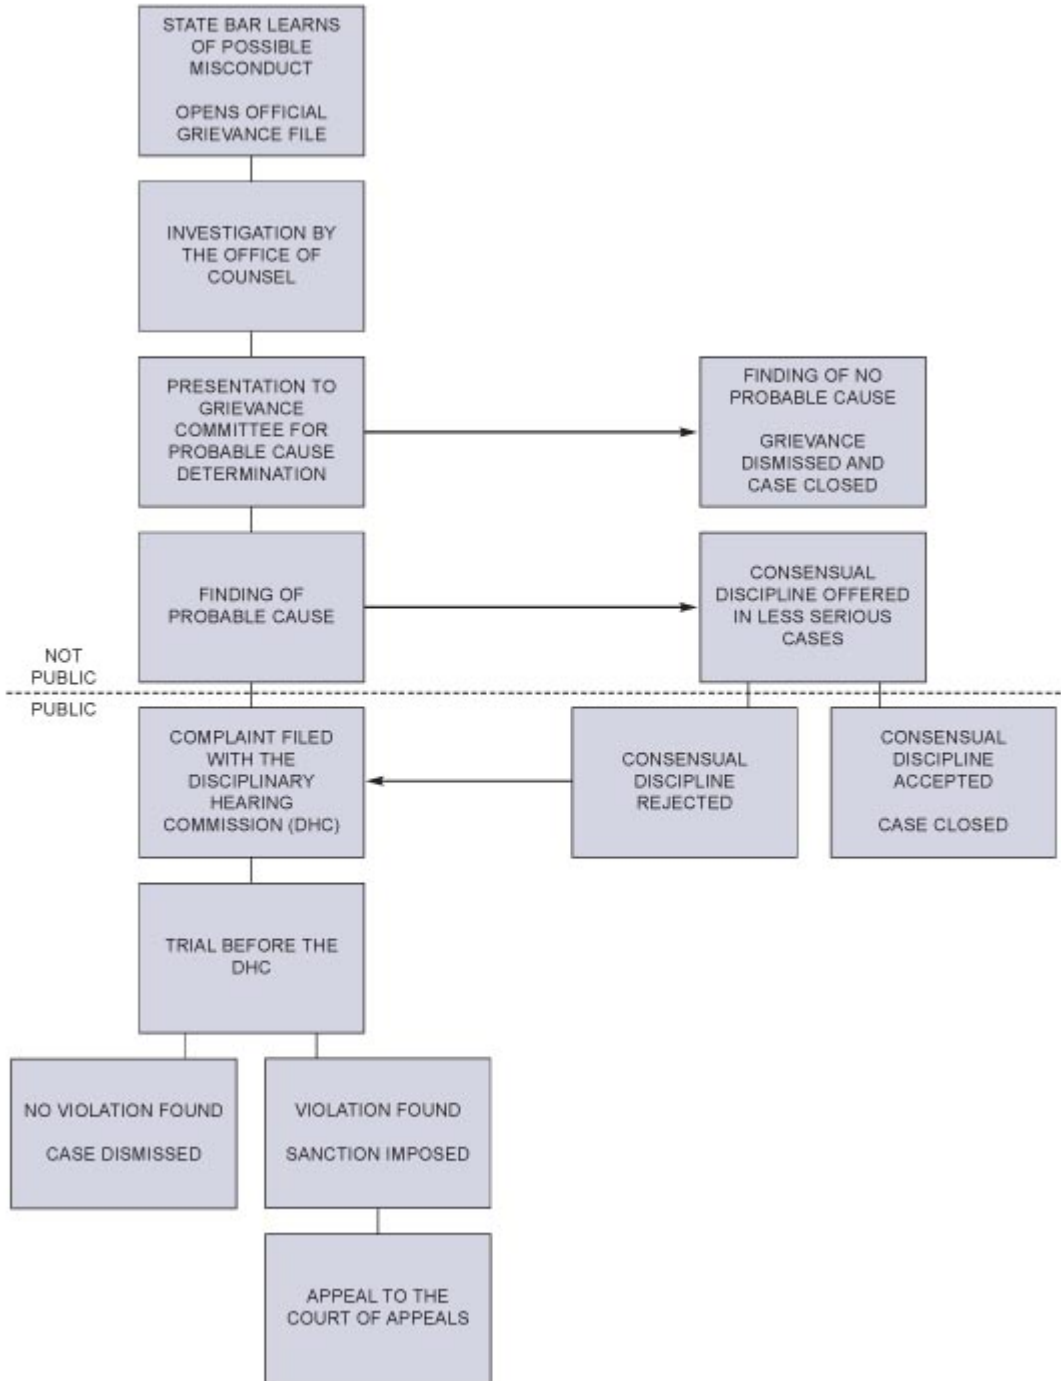 STATE BAR LEARNS
OF POSSIBLE
MISCONDUCT
OPENS OFFICIAL
GRIEVANCE FILE
INVESTIGATION BY
THE OFFICE OF
COUNSEL
PRESENTATION TO
GRIEVANCE
COMMITTEE FOR
PROBABLE CAUSE
DETERMINATION
FINDING OF NO
PROBABLE CAUSE
GRIEVANCE
DISMISSED AND
CASE CLOSED
FINDING OF
PROBABLE CAUSE
CONSENSUAL
DISCIPLINE OFFERED
IN LESS SERIOUS
CASES
NOT
PUBLIC
PUBLIC
COMPLAINT FILED
WITH THE
DISCIPLINARY
HEARING
COMMISSION (DHC)
CONSENSUAL
DISCIPLINE
REJECTED
CONSENSUAL
DISCIPLINE
ACCEPTED
CASE CLOSED
TRIAL BEFORE THE
DHC
NO VIOLATION FOUND
CASE DISMISSED
VIOLATION FOUND
SANCTION IMPOSED
APPEAL TO THE
COURT OF APPEALS